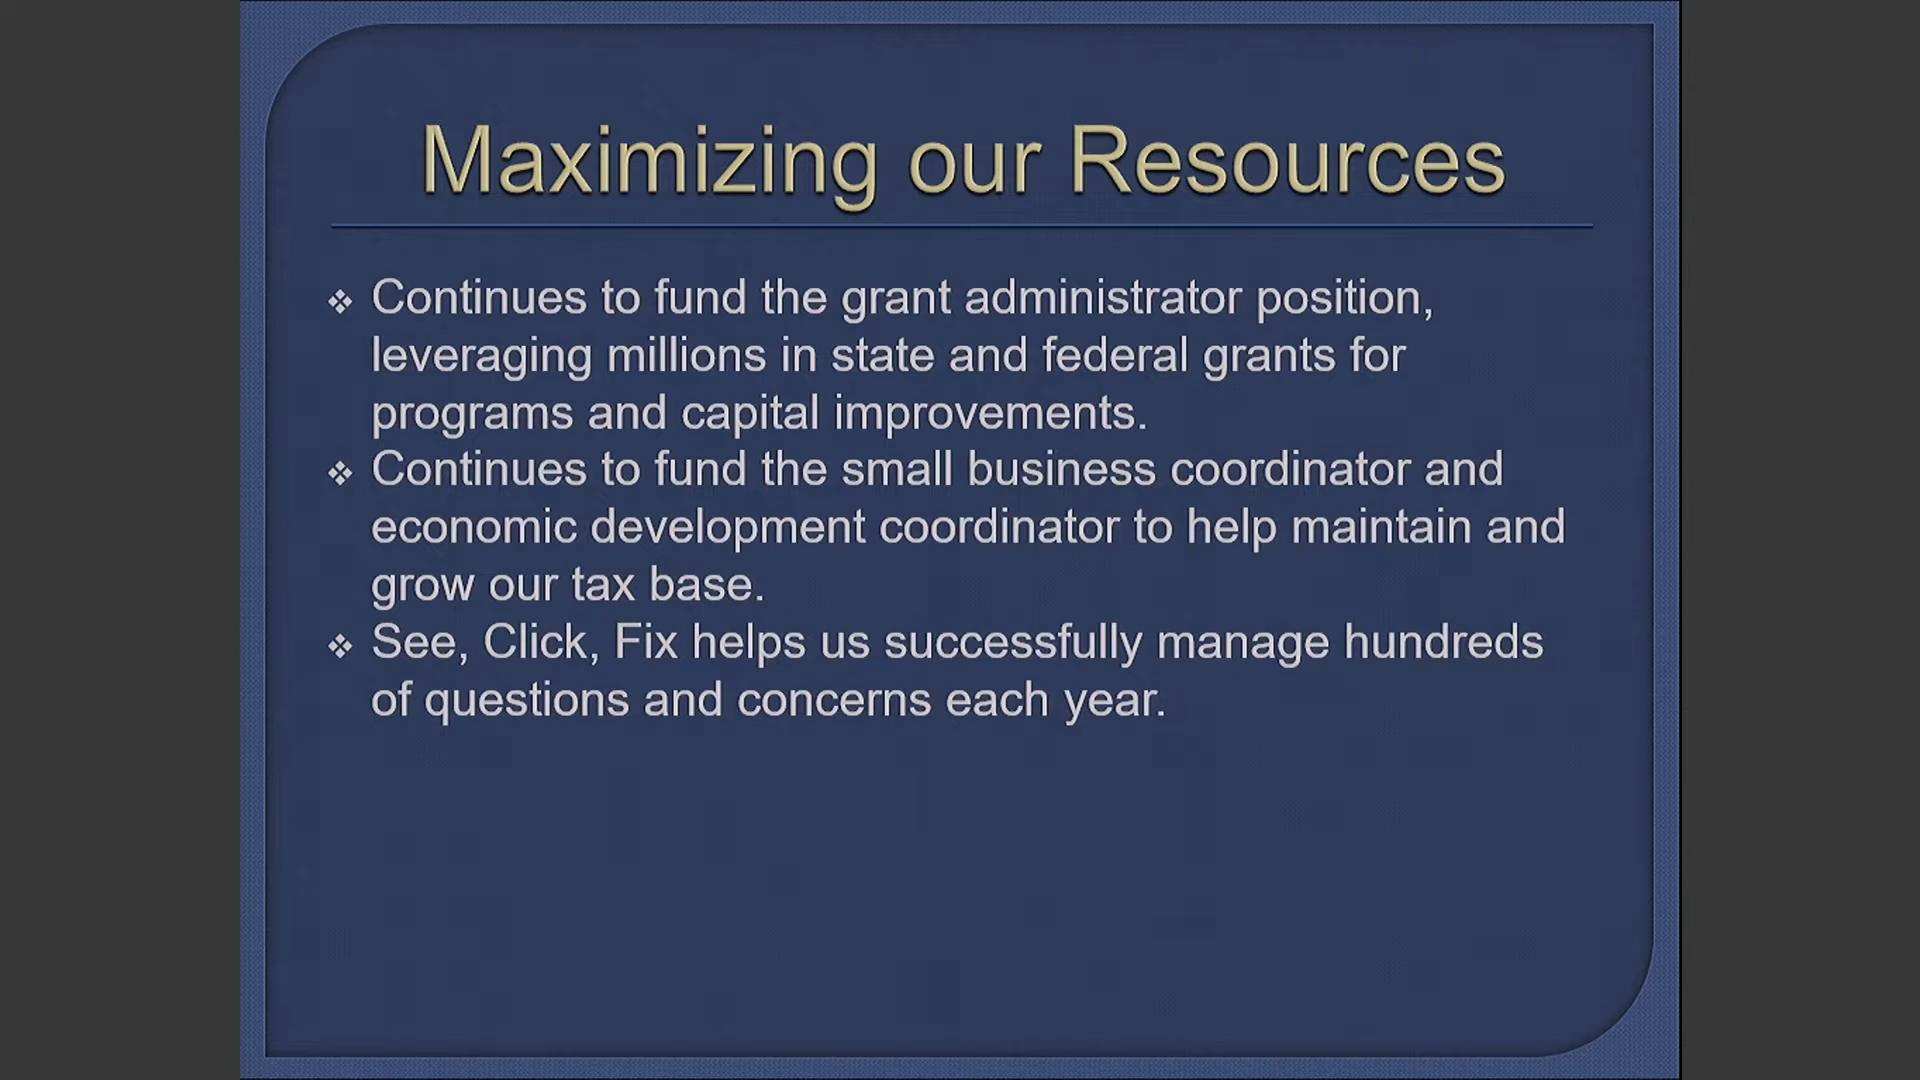 Maximizing our Resources
❖ Continues to fund the grant administrator position,
leveraging millions in state and federal grants for
programs and capital improvements.
❖ Continues to fund the small business coordinator and
economic development coordinator to help maintain and
grow our tax base.
❖ See, Click, Fix helps us successfully manage hundreds
of questions and concerns each year.